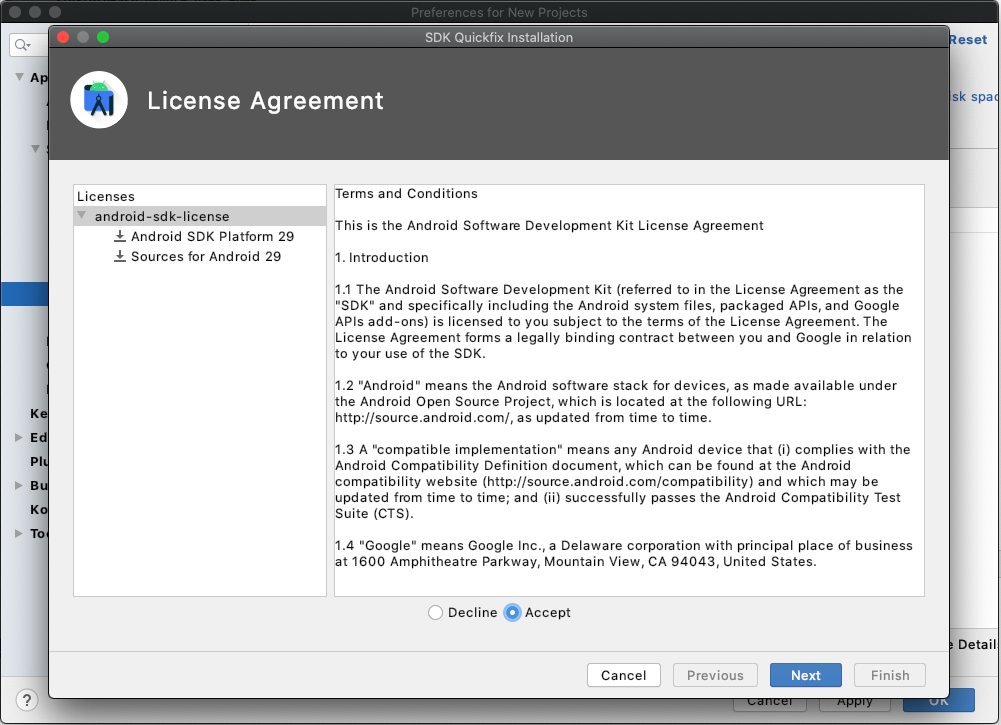 Preferences for New Projects
SDK Quickfix Installation
Reset
License Agreement
Licenses
android-sdk-license
Android SDK Platform 29
Sources for Android 29
Terms and Conditions
This is the Android Software Development Kit License Agreement
1. Introduction
1.1 The Android Software Development Kit (referred to in the License Agreement as the
"SDK" and specifically including the Android system files, packaged APIs, and Google
APIs add-ons) is licensed to you subject to the terms of the License Agreement. The
License Agreement forms a legally binding contract between you and Google in relation
to your use of the SDK.
1.2 "Android" means the Android software stack for devices, as made available under
the Android Open Source Project, which is located at the following URL:
http://source.android.com/, as updated from time to time.
1.3 A "compatible implementation" means any Android device that (i) complies with the
Android Compatibility Definition document, which can be found at the Android
compatibility website (http://source.android.com/compatibility) and which may be
updated from time to time; and (ii) successfully passes the Android Compatibility Test
Suite (CTS).
1.4 "Google" means Google Inc., a Delaware corporation with principal place of business
at 1600 Amphitheatre Parkway, Mountain View, CA 94043, United States.
Decline Accept
Cancel Previous Next Finish
? Cancel Apply OK